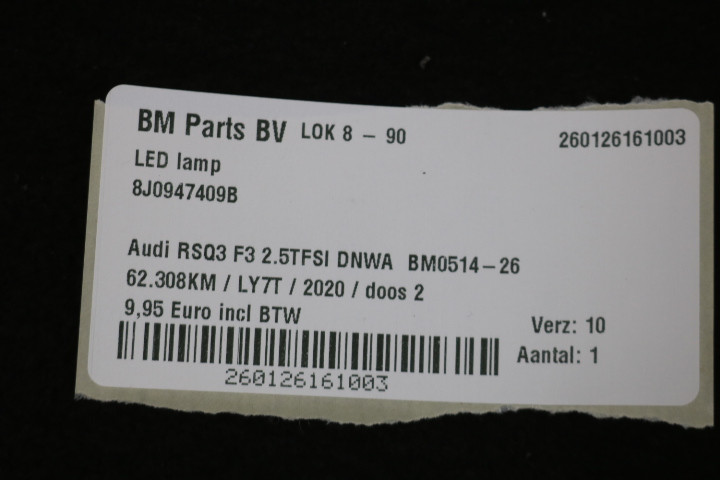 BM Parts BV LOK 8 - 90 260126161003
LED lamp
8J0947409B
Audi RSQ3 F3 2.5TFSI DNWA BM0514-26
62.308KM / LY7T / 2020 / doos 2
9,95 Euro incl BTW
Verz: 10
Aantal: 1
260126161003